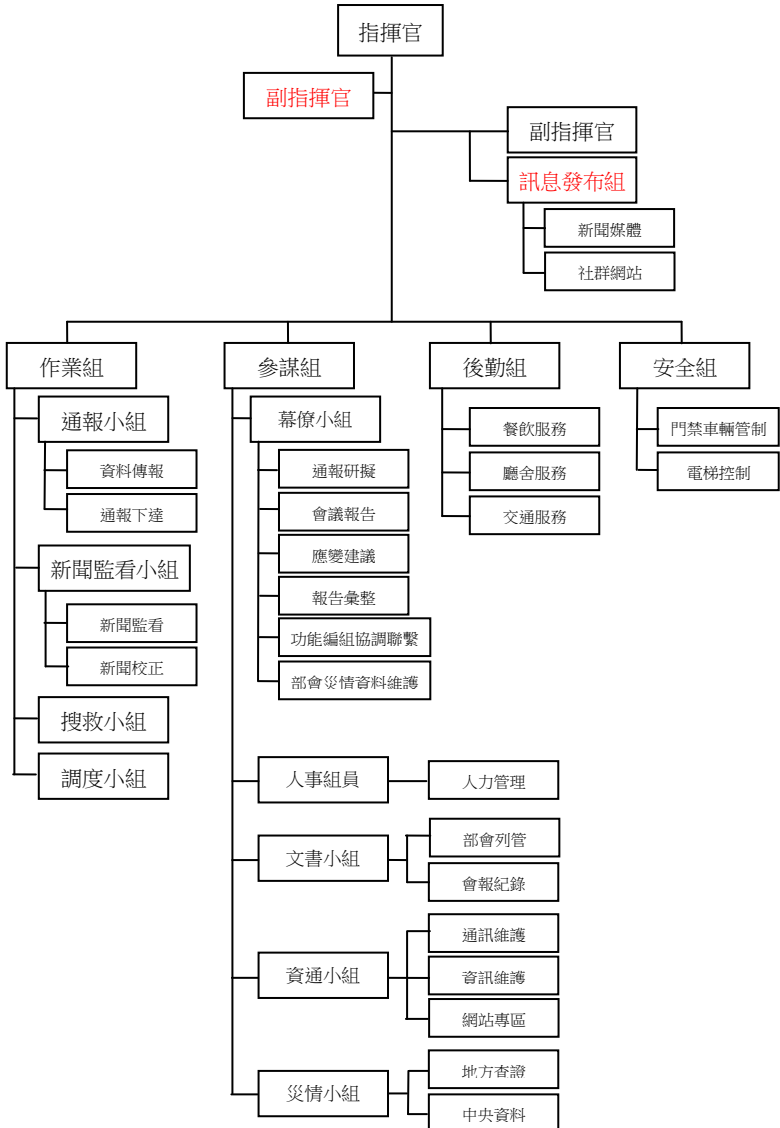 指揮官
副指揮官
副指揮官
訊息發布組
新聞媒體
社群網站
作業組
通報小組
資料傳報
通報下達
新聞監看小組
新聞監看
新聞校正
搜救小組
調度小組
參謀組
幕僚小組
通報研擬
會議報告
應變建議
報告彙整
功能編組協調聯繫
部會災情資料維護
人事組員
人力管理
文書小組
部會列管
會報紀錄
資通小組
通訊維護
資訊維護
網站專區
災情小組
地方查證
中央資料
後勤組
餐飲服務
廳舍服務
交通服務
安全組
門禁車輛管制
電梯控制